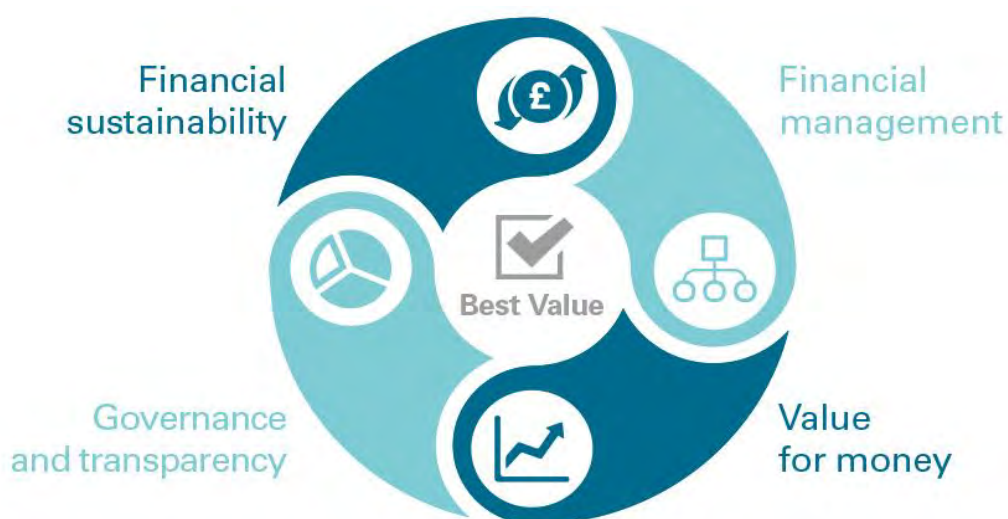 Financial
sustainability
Financial
management
£
Best Value
Governance
and transparency
Value
for money